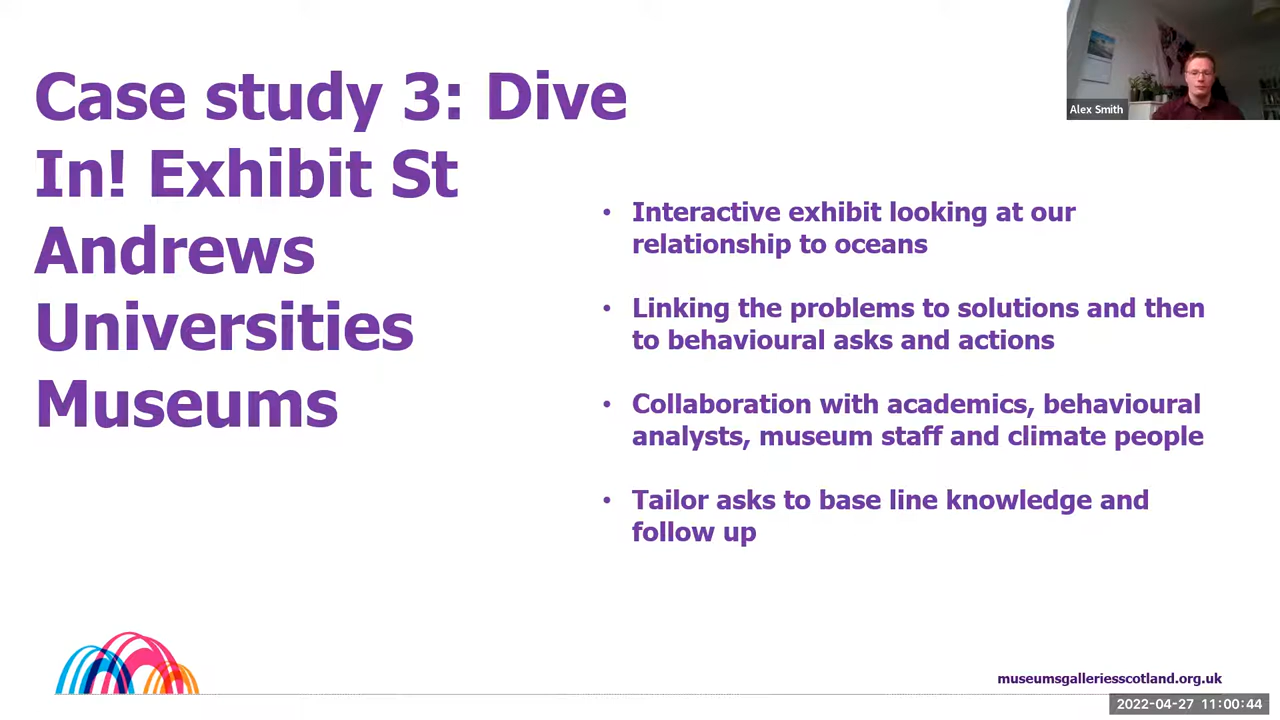 Case study 3: Dive
In! Exhibit St
Andrews
Universities
Museums
• Interactive exhibit looking at our
relationship to oceans
• Linking the problems to solutions and then
to behavioural asks and actions
• Collaboration with academics, behavioural
analysts, museum staff and climate people
• Tailor asks to base line knowledge and
follow up
Alex Smith
museumsgalleriesscotland.org.uk
2022-04-27 11:00:44